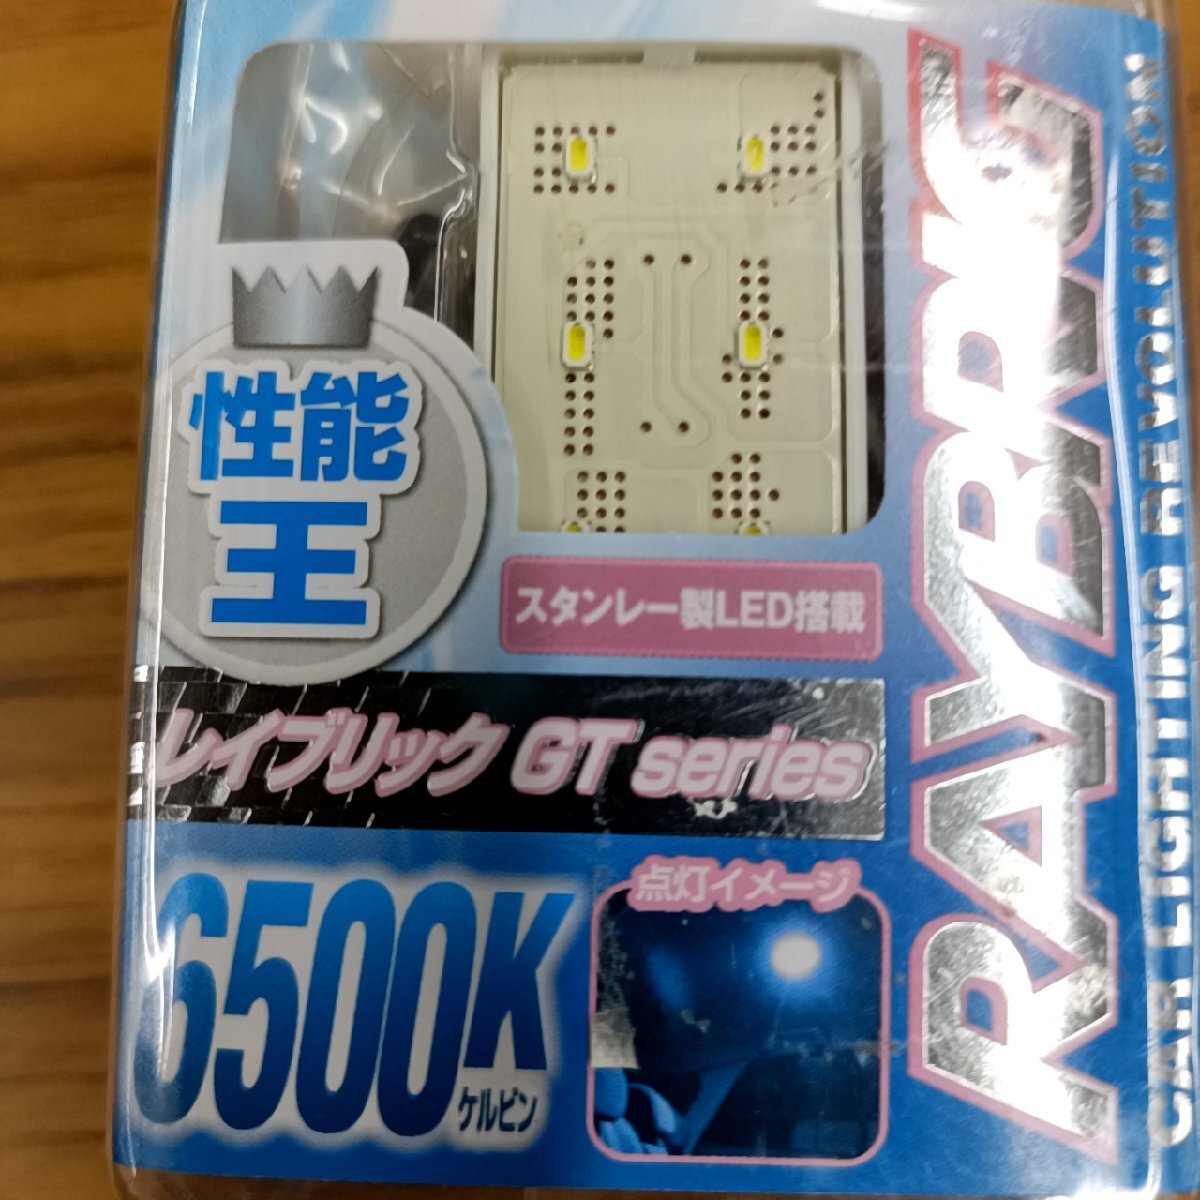 性能
王
スタンレー製LED搭載
レイブリック GT series
6500K
ケルビン
点灯イメージ
RAYBRIG
CAR LIGHTING REVOLUTION